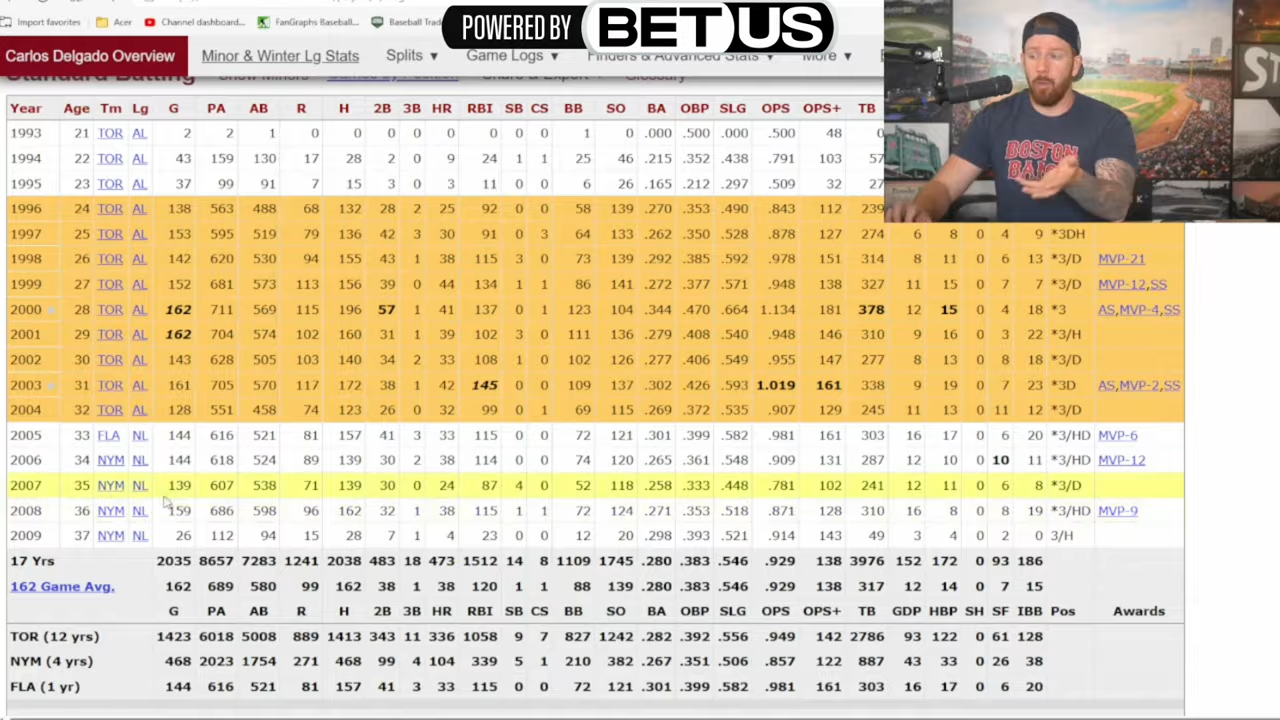 POWERED BY BETUS
Import favorites Acer Channel dashboard... FanGraphs Baseball... Baseball Trad
Carlos Delgado Overview Minor & Winter Lg Stats Splits ▼ Game Logs ▼ Finders & Advanced Stats ▼ More ▼
Standard Batting Glossary
Year Age Tm Lg G PA AB R H 2B 3B HR RBI SB CS BB SO BA OBP SLG OPS OPS+ TB
1993 21 TOR AL 2 2 1 0 0 0 0 0 0 0 0 1 0 .000 .500 .000 .500 48 0
1994 22 TOR AL 43 159 130 17 28 2 0 9 24 1 1 25 46 .215 .352 .438 .791 103 57
1995 23 TOR AL 37 99 91 7 15 3 0 3 11 0 0 6 26 .165 .212 .297 .509 32 27
1996 24 TOR AL 138 563 488 68 132 28 2 25 92 0 0 58 139 .270 .353 .490 .843 112 239
1997 25 TOR AL 153 595 519 79 136 42 3 30 91 0 3 64 133 .262 .350 .528 .878 127 274 6 8 0 4 9 *3DH
1998 26 TOR AL 142 620 530 94 155 43 1 38 115 3 0 73 139 .292 .385 .592 .978 151 314 8 11 0 6 13 *3/D MVP-21
1999 27 TOR AL 152 681 573 113 156 39 0 44 134 1 1 86 141 .272 .377 .571 .948 138 327 11 15 0 7 7 *3/D MVP-12,SS
2000 28 TOR AL 162 711 569 115 196 57 1 41 137 0 1 123 104 .344 .470 .664 1.134 181 378 12 15 0 4 18 *3 AS,MVP-4,SS
2001 29 TOR AL 162 704 574 102 160 31 1 39 102 3 0 111 136 .279 .408 .540 .948 146 310 9 16 0 3 22 *3/H
2002 30 TOR AL 143 628 505 103 140 34 2 33 108 1 0 102 126 .277 .406 .549 .955 147 277 8 13 0 8 18 *3/D
2003 31 TOR AL 161 705 570 117 172 38 1 42 145 0 0 109 137 .302 .426 .593 1.019 161 338 9 19 0 7 23 *3D AS,MVP-2,SS
2004 32 TOR AL 128 551 458 74 123 26 0 32 99 0 1 69 115 .269 .372 .535 .907 129 245 11 13 0 11 12 *3/D
2005 33 FLA NL 144 616 521 81 157 41 3 33 115 0 0 72 121 .301 .399 .582 .981 161 303 16 17 0 6 20 *3/HD MVP-6
2006 34 NYM NL 144 618 524 89 139 30 2 38 114 0 0 74 120 .265 .361 .548 .909 131 287 12 10 0 10 11 *3/HD MVP-12
2007 35 NYM NL 139 607 538 71 139 30 0 24 87 4 0 52 118 .258 .333 .448 .781 102 241 12 11 0 6 8 *3/D
2008 36 NYM NL 159 686 598 96 162 32 1 38 115 1 1 72 124 .271 .353 .518 .871 127 310 16 8 0 8 19 *3/HD MVP-9
2009 37 NYM NL 26 112 94 15 28 7 1 4 23 0 0 12 20 .298 .393 .521 .914 143 49 3 4 0 2 0 3/H
17 Yrs 2035 8657 7283 1241 2038 483 18 473 1512 14 8 1109 1745 .280 .383 .546 .929 138 3976 152 172 0 93 186
162 Game Avg. 162 689 580 99 162 38 1 38 120 1 1 88 139 .280 .383 .546 .929 138 317 12 14 0 7 15
G PA AB R H 2B 3B HR RBI SB CS BB SO BA OBP SLG OPS OPS+ TB GDP HBP SH SF IBB Pos Awards
TOR (12 yrs) 1423 6018 5008 889 1413 343 11 336 1058 9 7 827 1242 .282 .392 .556 .949 142 2786 93 122 0 61 128
NYM (4 yrs) 468 2023 1754 271 468 99 4 104 339 5 1 210 382 .267 .351 .506 .857 122 887 43 33 0 26 38
FLA (1 yr) 144 616 521 81 157 41 3 33 115 0 0 72 121 .301 .399 .582 .981 161 303 16 17 0 6 20
BOSTON